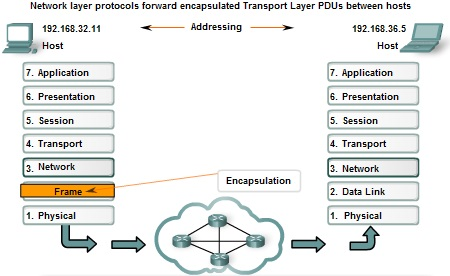 Network layer protocols forward encapsulated Transport Layer PDUs between hosts
192.168.32.11
Addressing
192.168.36.5
Host
Host
7. Application
7. Application
6. Presentation
6. Presentation
5. Session
5. Session
4. Transport
4. Transport
3. Network
3. Network
Encapsulation
Frame
2. Data Link
1. Physical
1. Physical